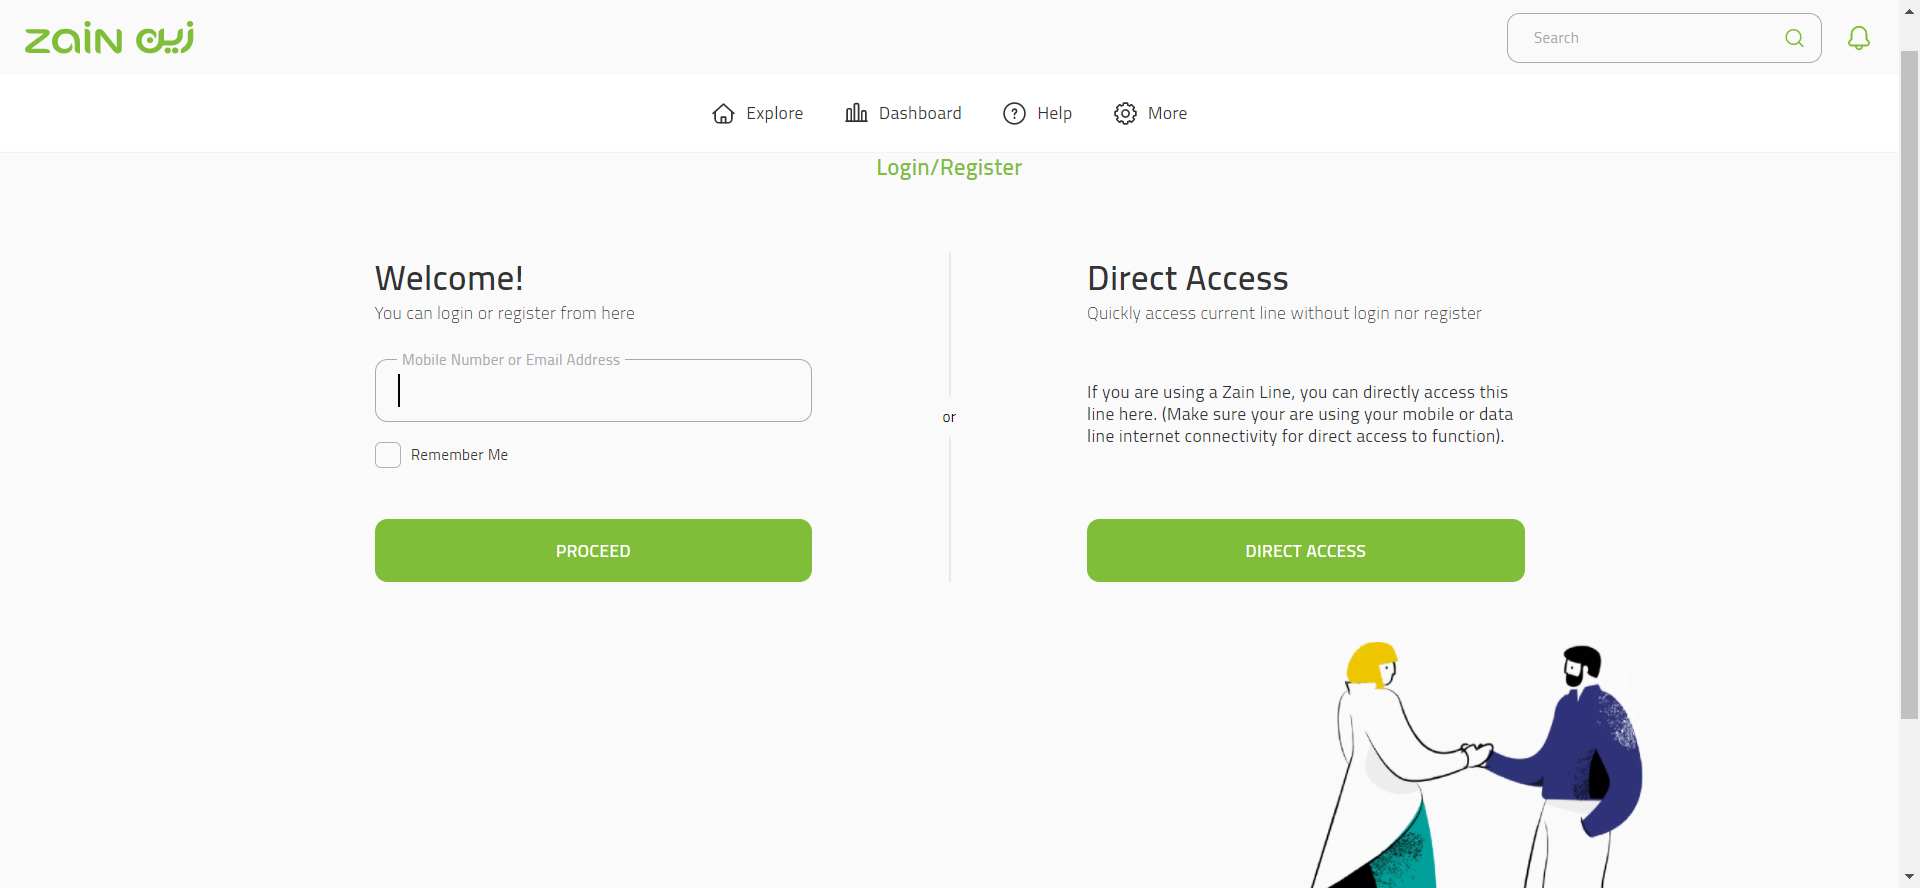 zain زين
Search
Explore
Dashboard
Help
More
Login/Register
Welcome!
You can login or register from here
Mobile Number or Email Address
Remember Me
PROCEED
or
Direct Access
Quickly access current line without login nor register
If you are using a Zain Line, you can directly access this
line here. (Make sure your are using your mobile or data
line internet connectivity for direct access to function).
DIRECT ACCESS